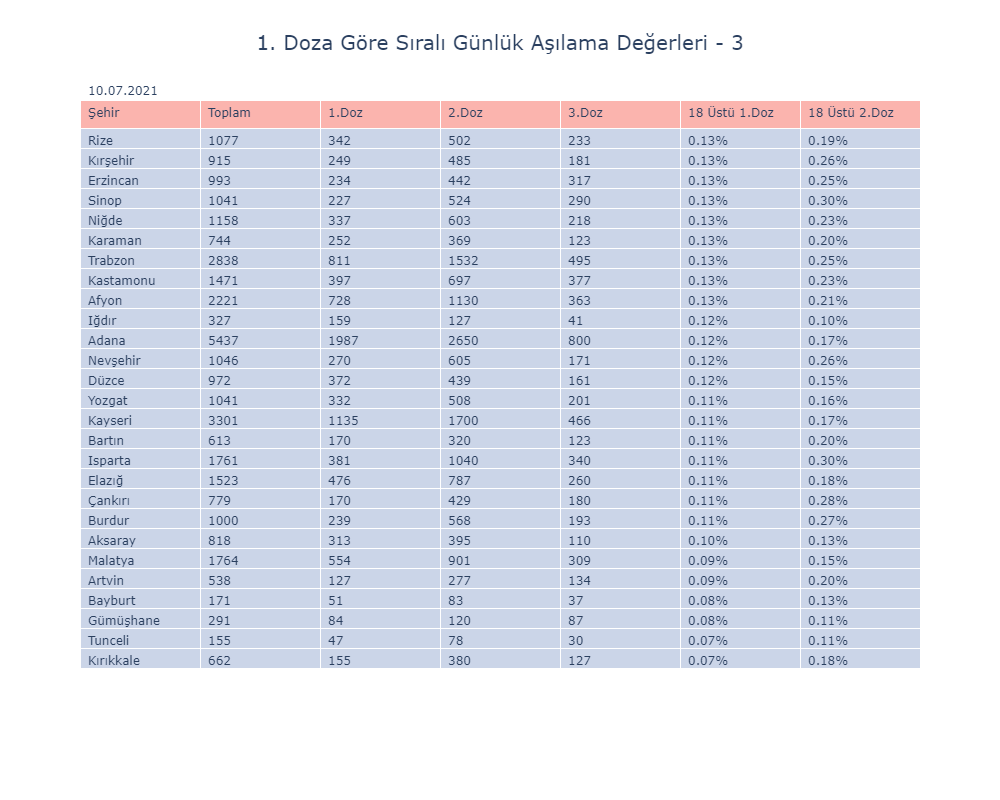 1. Doza Göre Sıralı Günlük Aşılama Değerleri - 3
10.07.2021
Şehir Toplam 1.Doz 2.Doz 3.Doz 18 Üstü 1.Doz 18 Üstü 2.Doz
Rize 1077 342 502 233 0.13% 0.19%
Kırşehir 915 249 485 181 0.13% 0.26%
Erzincan 993 234 442 317 0.13% 0.25%
Sinop 1041 227 524 290 0.13% 0.30%
Niğde 1158 337 603 218 0.13% 0.23%
Karaman 744 252 369 123 0.13% 0.20%
Trabzon 2838 811 1532 495 0.13% 0.25%
Kastamonu 1471 397 697 377 0.13% 0.23%
Afyon 2221 728 1130 363 0.13% 0.21%
Iğdır 327 159 127 41 0.12% 0.10%
Adana 5437 1987 2650 800 0.12% 0.17%
Nevşehir 1046 270 605 171 0.12% 0.26%
Düzce 972 372 439 161 0.12% 0.15%
Yozgat 1041 332 508 201 0.11% 0.16%
Kayseri 3301 1135 1700 466 0.11% 0.17%
Bartın 613 170 320 123 0.11% 0.20%
Isparta 1761 381 1040 340 0.11% 0.30%
Elazığ 1523 476 787 260 0.11% 0.18%
Çankırı 779 170 429 180 0.11% 0.28%
Burdur 1000 239 568 193 0.11% 0.27%
Aksaray 818 313 395 110 0.10% 0.13%
Malatya 1764 554 901 309 0.09% 0.15%
Artvin 538 127 277 134 0.09% 0.20%
Bayburt 171 51 83 37 0.08% 0.13%
Gümüşhane 291 84 120 87 0.08% 0.11%
Tunceli 155 47 78 30 0.07% 0.11%
Kırıkkale 662 155 380 127 0.07% 0.18%